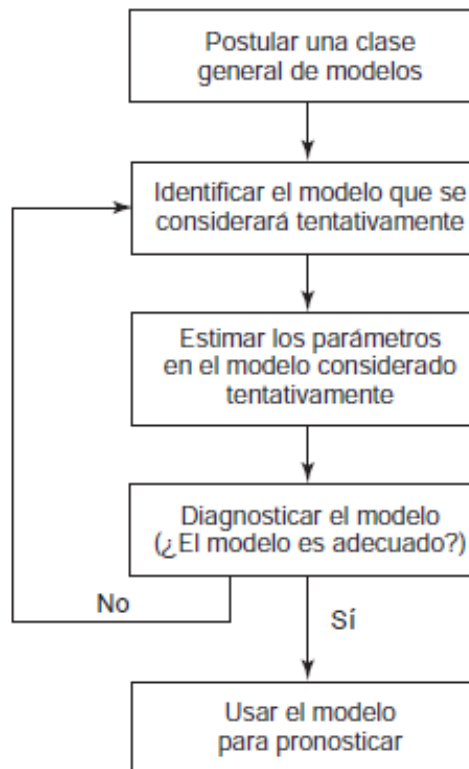 Postular una clase
general de modelos
Identificar el modelo que se
considerará tentativamente
Estimar los parámetros
en el modelo considerado
tentativamente
Diagnosticar el modelo
(¿El modelo es adecuado?)
No
Sí
Usar el modelo
para pronosticar